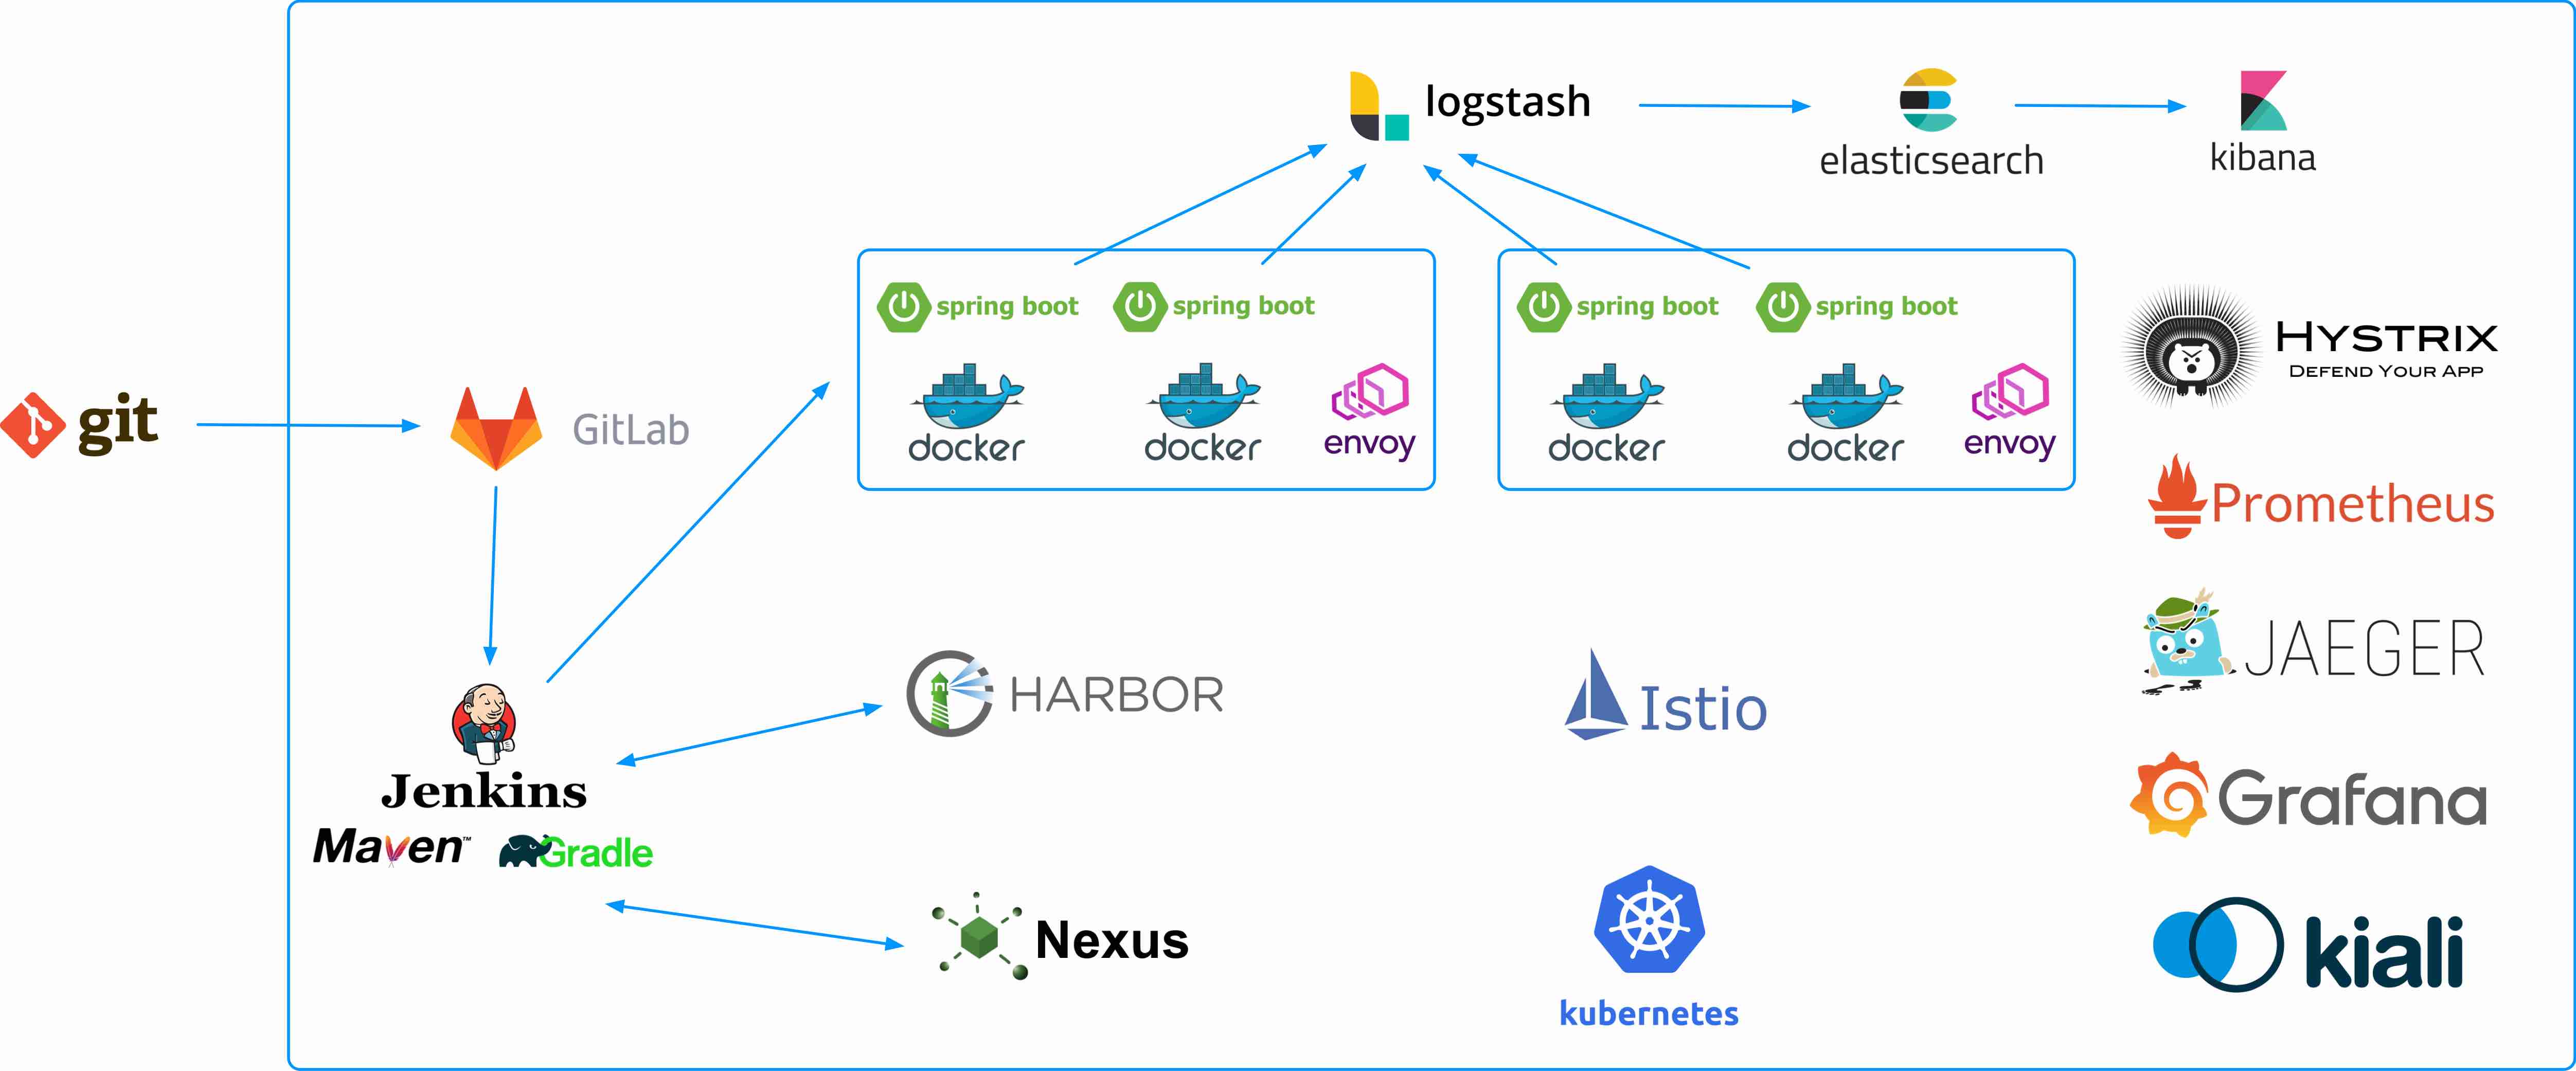 logstash
elasticsearch
kibana
spring boot
spring boot
spring boot
spring boot
docker
docker
envoy
docker
docker
envoy
HYSTRIX
DEFEND YOUR APP
git
GitLab
Prometheus
JAEGER
HARBOR
Istio
Jenkins
Maven™
Gradle
Grafana
Nexus
kubernetes
kiali